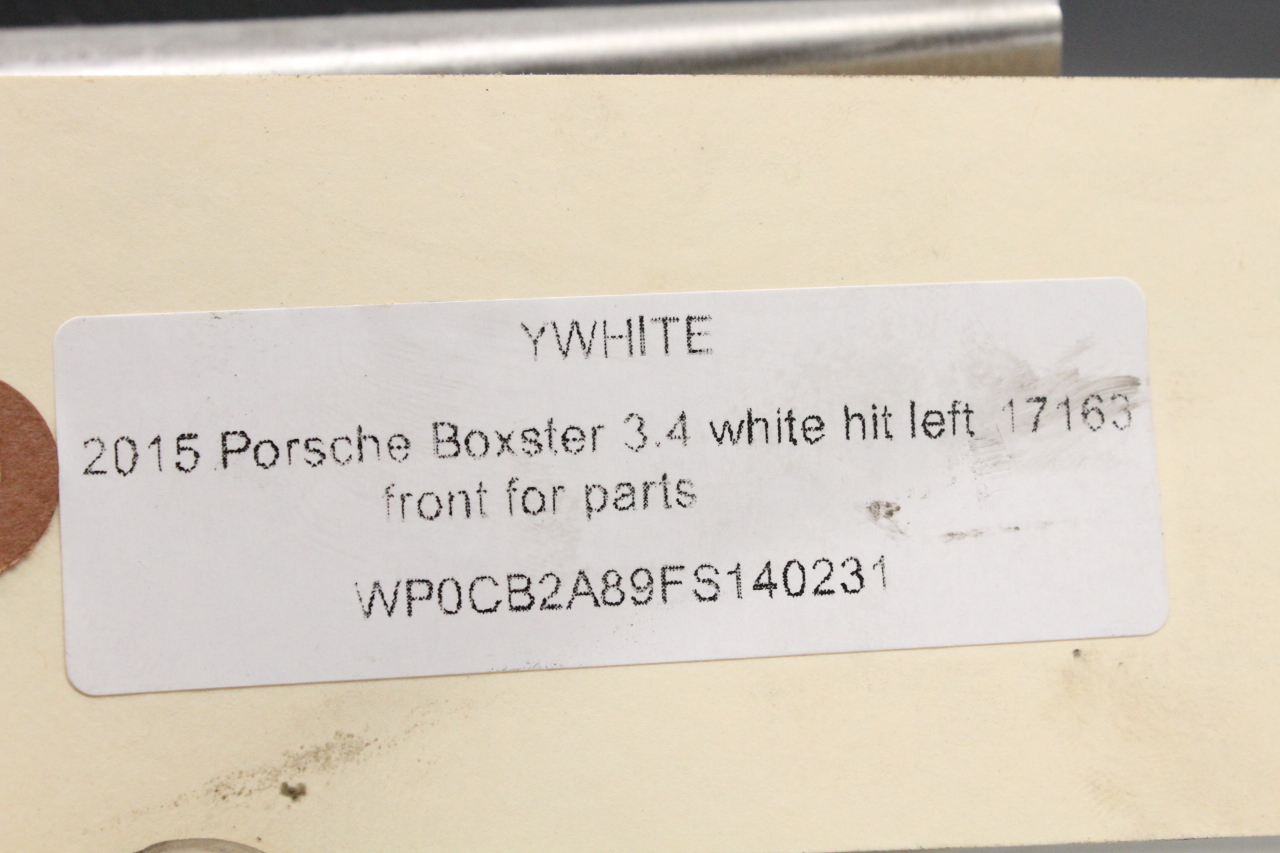 YWHITE
2015 Porsche Boxster 3.4 white hit left 17163
front for parts
WP0CB2A89FS140231